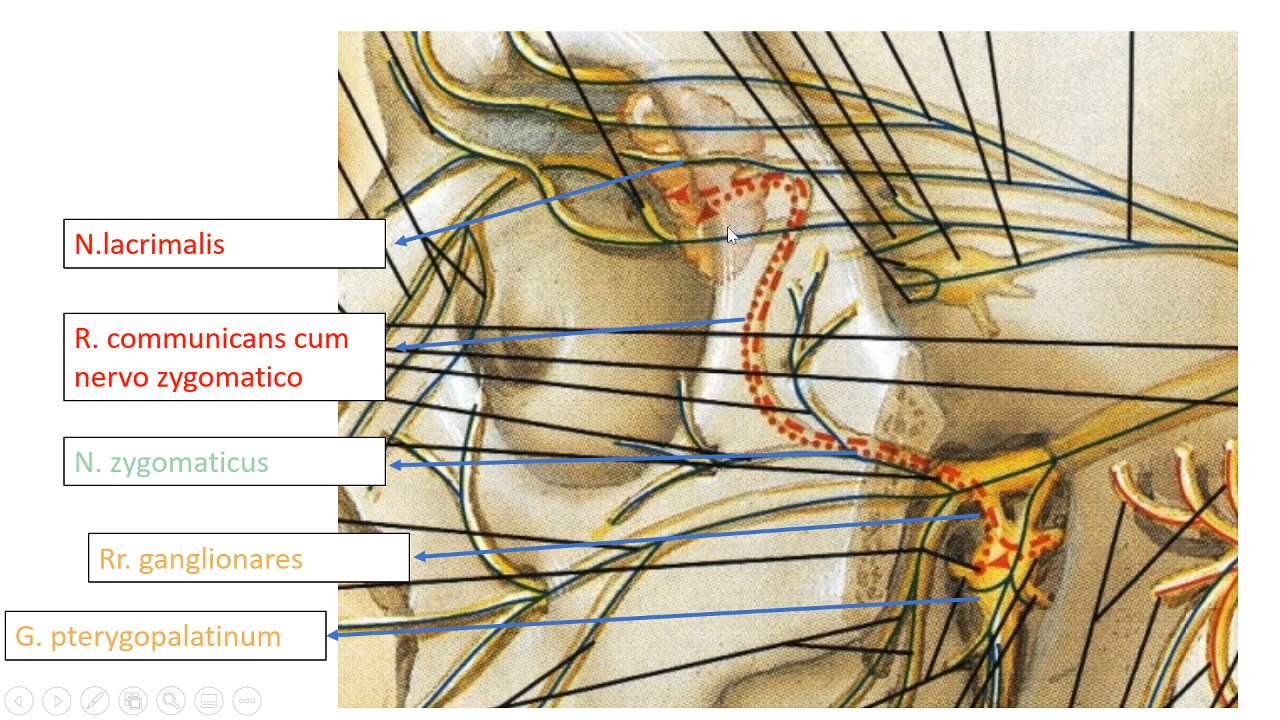 N.lacrimalis
R. communicans cum
nervo zygomatico
N. zygomaticus
Rr. ganglionares
G. pterygopalatinum